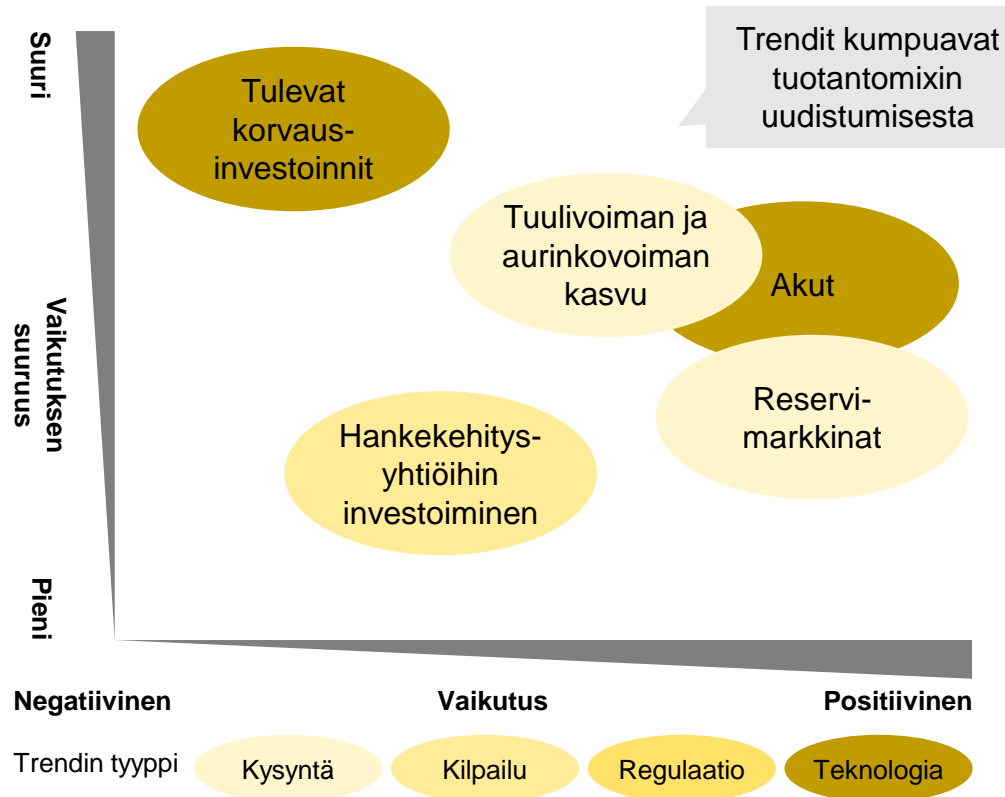 Suuri
Vaikutuksen
suuruus
Pieni
Trendit kumpuavat
tuotantomixin
uudistumisesta
Tulevat
korvaus-
investoinnit
Tuulivoiman ja
aurinkovoiman
kasvu
Akut
Reservi-
markkinat
Hankekehitys-
yhtiöihin
investoiminen
Negatiivinen
Vaikutus
Positiivinen
Trendin tyyppi
Kysyntä
Kilpailu
Regulaatio
Teknologia